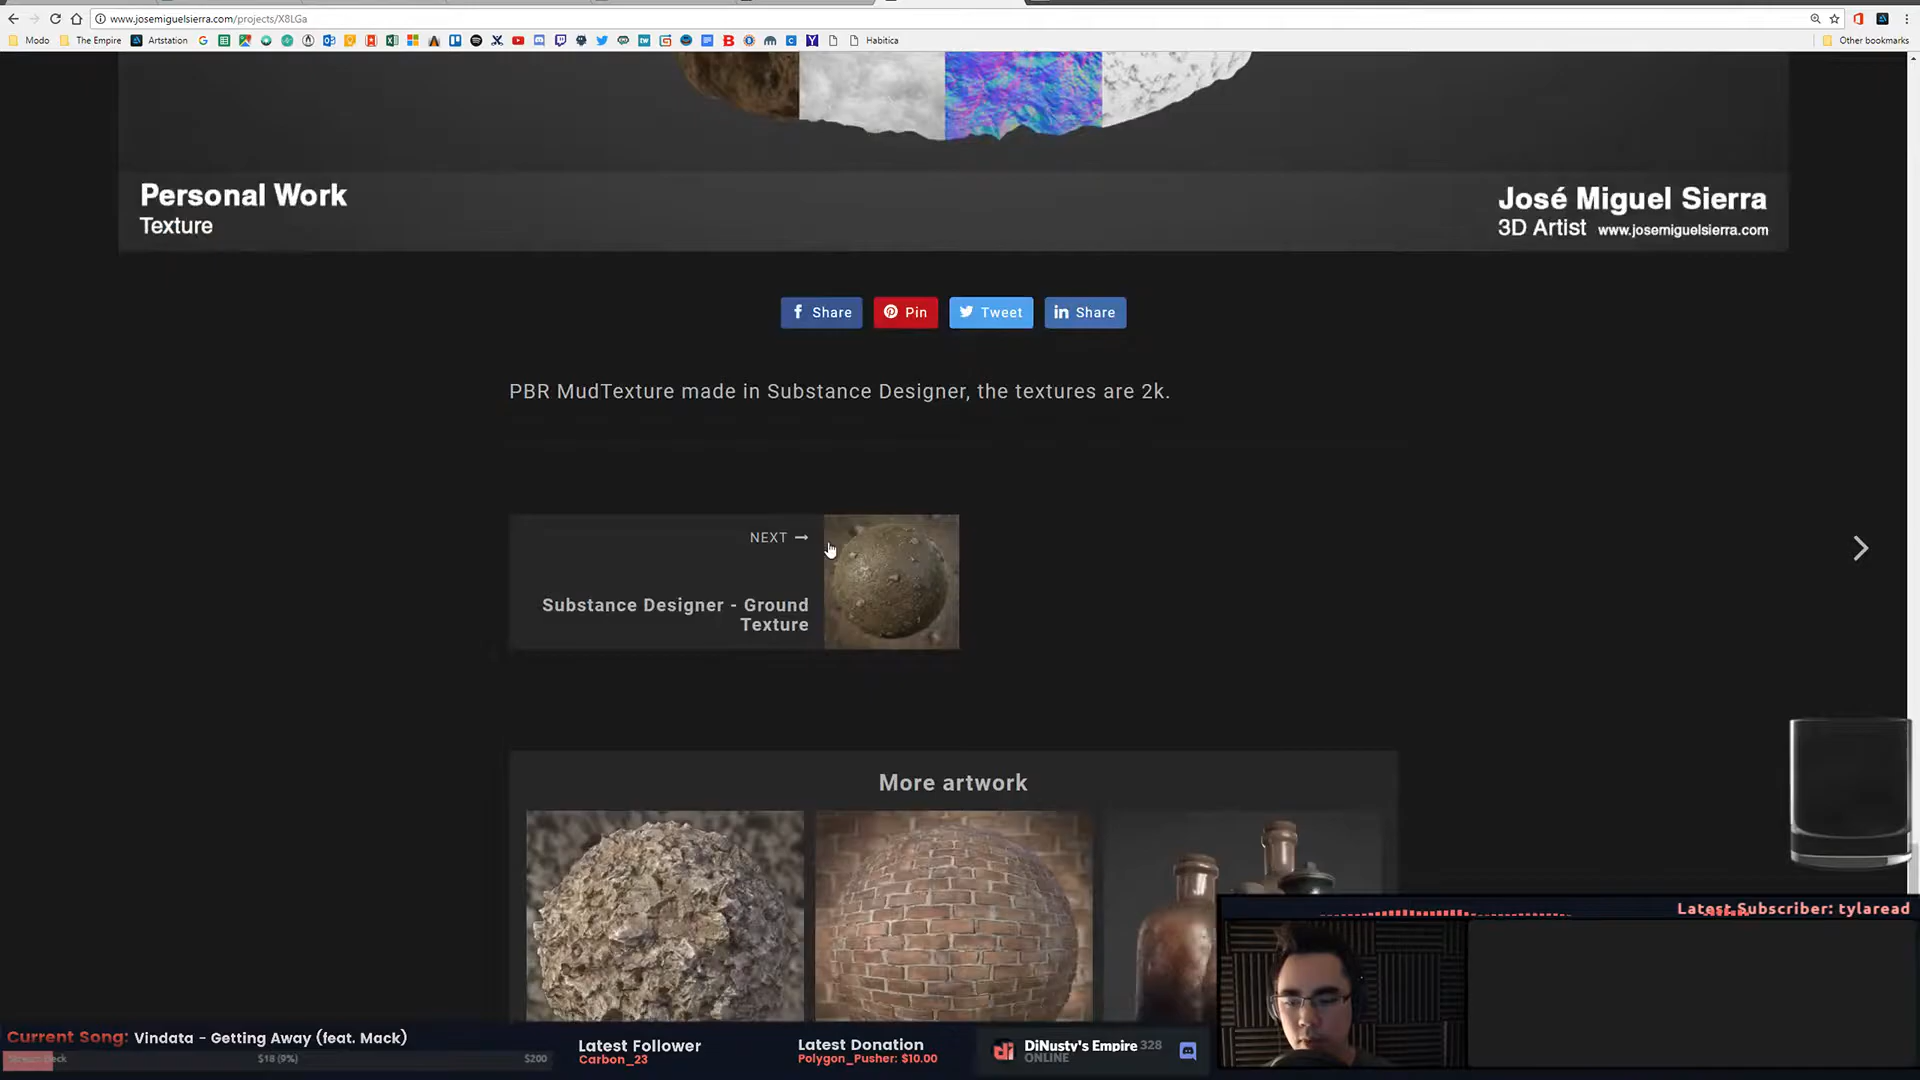 www.josemiguelsierra.com/projects/X8LGa
Modo
The Empire
Artstation
Habitica
Other bookmarks
Personal Work
Texture
José Miguel Sierra
3D Artist www.josemiguelsierra.com
Share
Pin
Tweet
Share
PBR MudTexture made in Substance Designer, the textures are 2k.
NEXT →
Substance Designer - Ground
Texture
More artwork
Latest Subscriber: tylaread
Current Song: Vindata - Getting Away (feat. Mack)
Stream Deck
$18 (9%)
$200
Latest Follower
Carbon_23
Latest Donation
Polygon_Pusher: $10.00
DiNusty's Empire 328
ONLINE